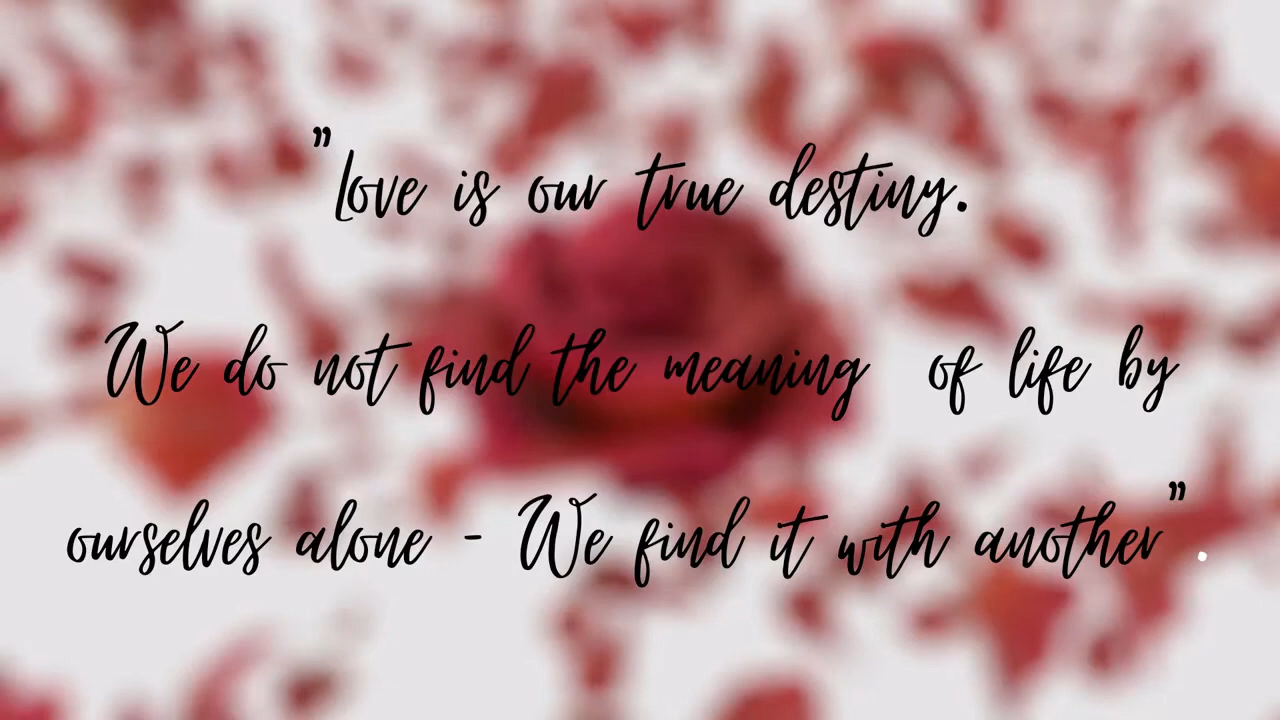 "Love is our true destiny.
We do not find the meaning of life by
ourselves alone - We find it with another".